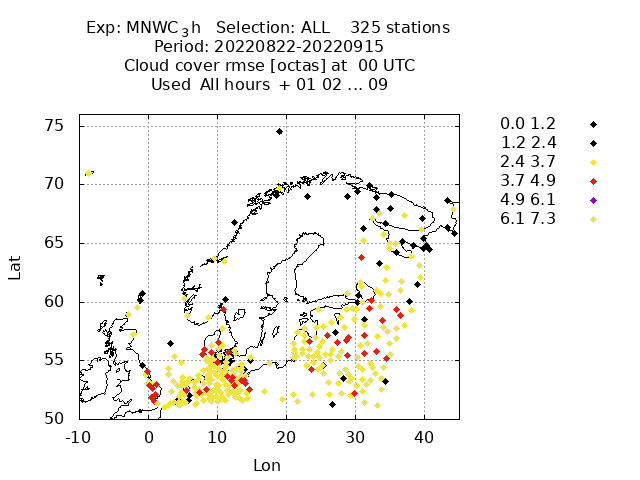 Exp: MNWC_3h Selection: ALL 325 stations
Period: 20220822-20220915
Cloud cover rmse [octas] at 00 UTC
Used All hours + 01 02 ... 09
75
70
65
60
55
50
-10 0 10 20 30 40
Lat
Lon
0.0 1.2
1.2 2.4
2.4 3.7
3.7 4.9
4.9 6.1
6.1 7.3